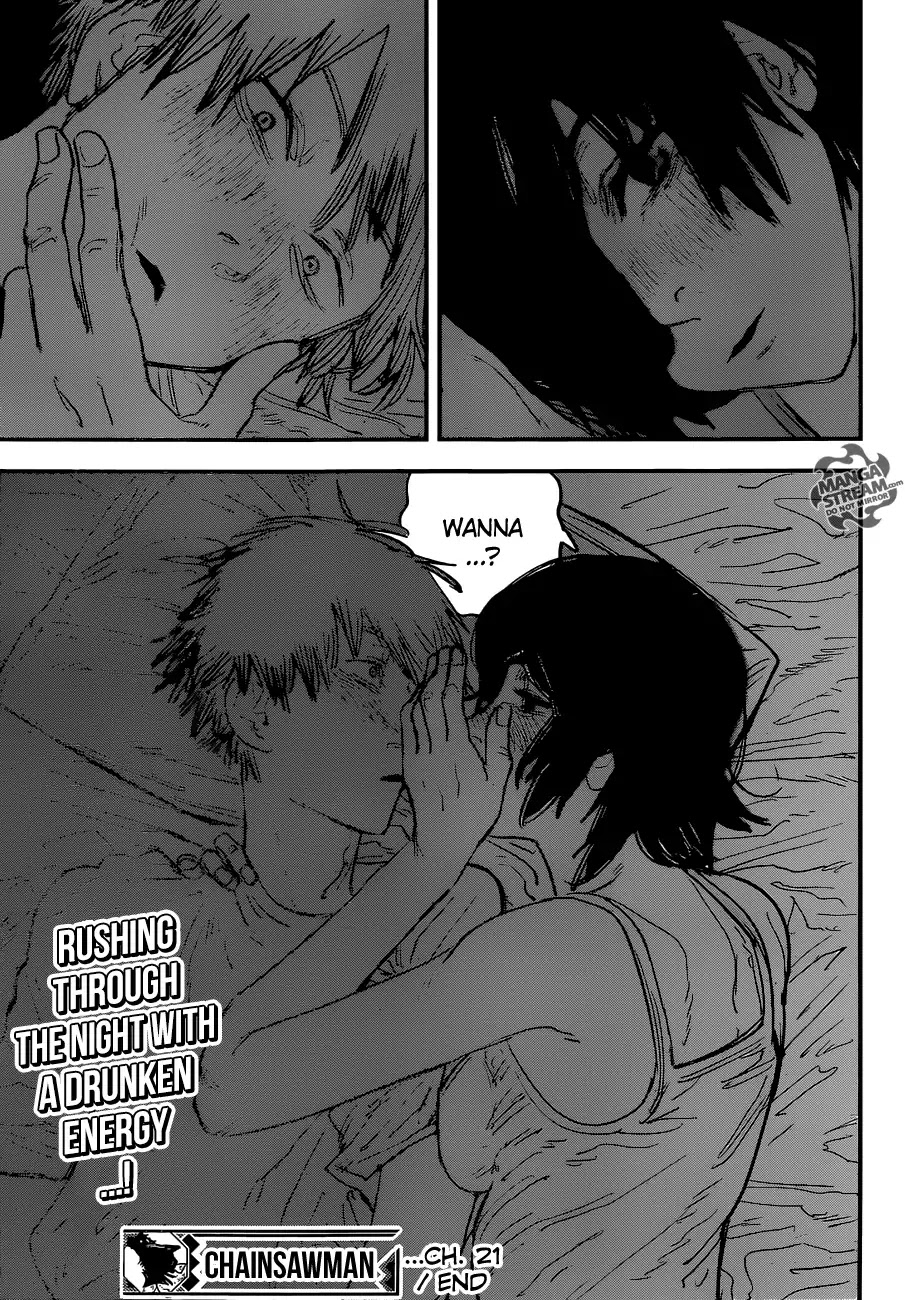 MANGA
STREAM.com
DO NOT MIRROR
WANNA
...?
RUSHING
THROUGH
THE NIGHT WITH
A DRUNKEN
ENERGY
...!
CHAINSAWMAN
...CH. 21
/ END